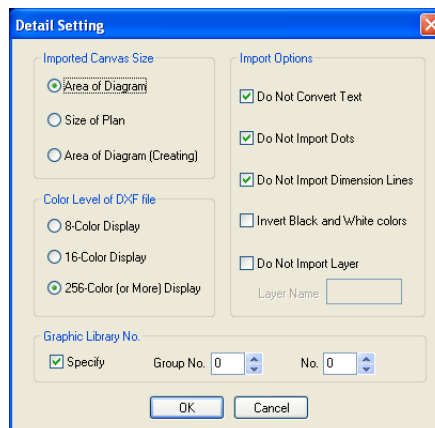 Detail Setting
Imported Canvas Size
Area of Diagram
Size of Plan
Area of Diagram (Creating)
Color Level of DXF file
8-Color Display
16-Color Display
256-Color (or More) Display
Import Options
Do Not Convert Text
Do Not Import Dots
Do Not Import Dimension Lines
Invert Black and White colors
Do Not Import Layer
Layer Name
Graphic Library No.
Specify Group No. 0 No. 0
OK Cancel